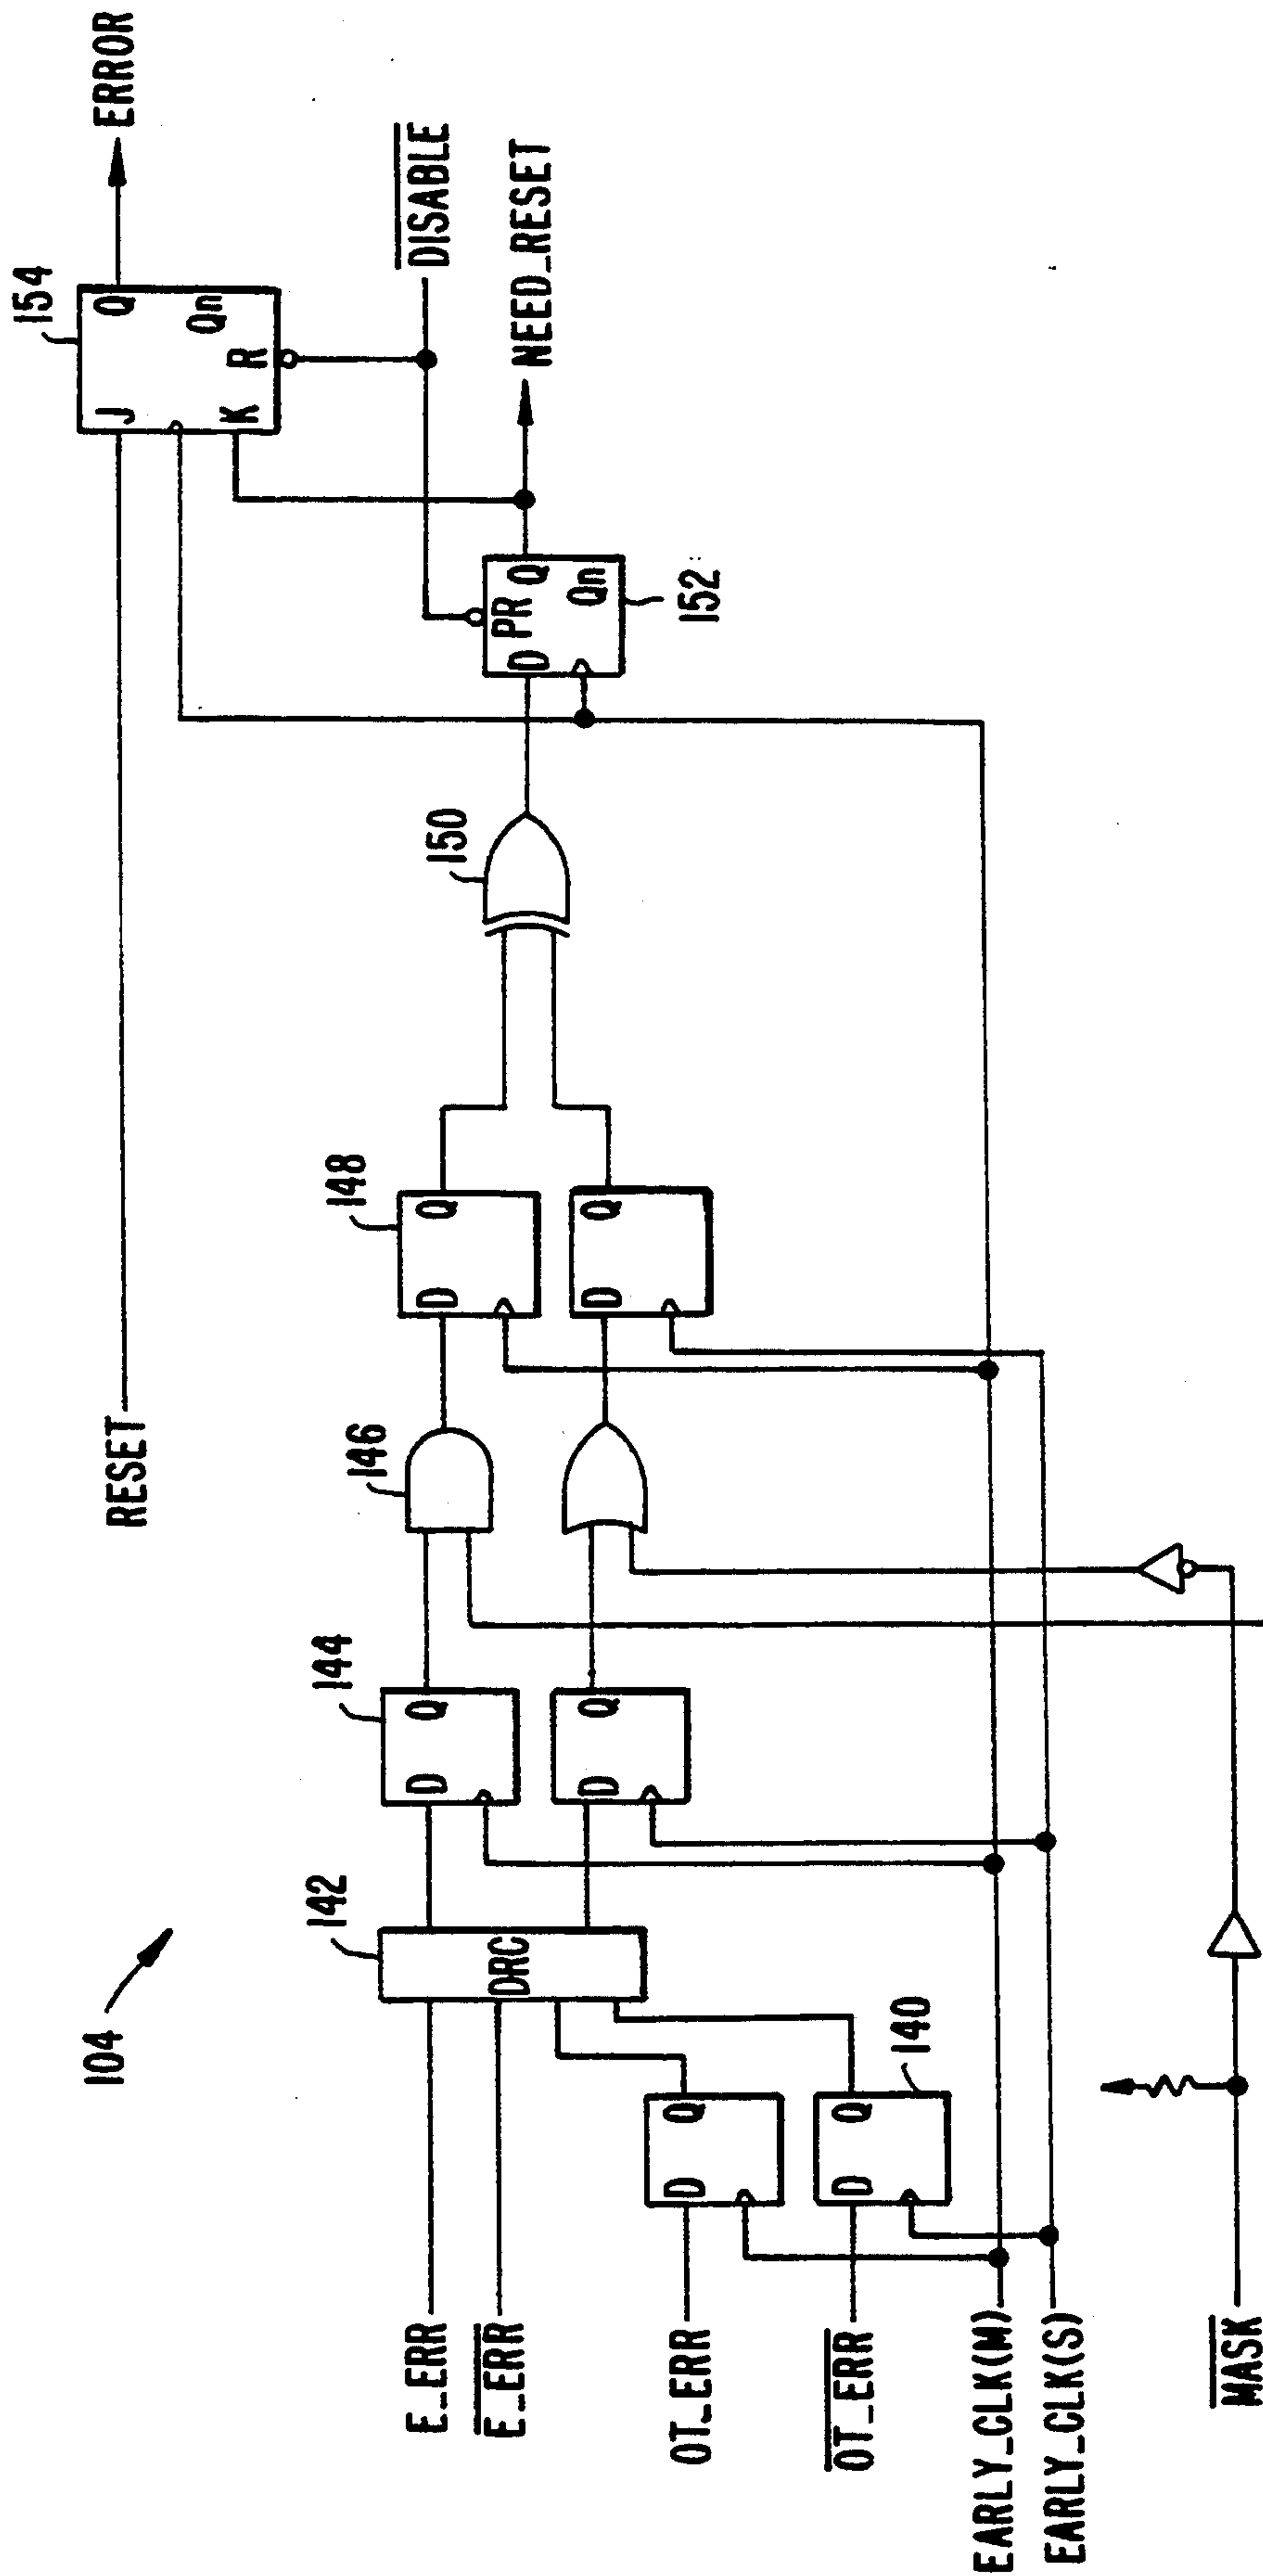 104
RESET
154
J
Q
ERROR
K
R
Qn
DISABLE
E_ERR
E_ERR
142
DRC
144
D
Q
D
Q
146
148
D
Q
D
Q
150
D
PR
Q
Qn
152
NEED_RESET
OT_ERR
D
Q
OT_ERR
D
Q
140
EARLY_CLK(M)
EARLY_CLK(S)
MASK